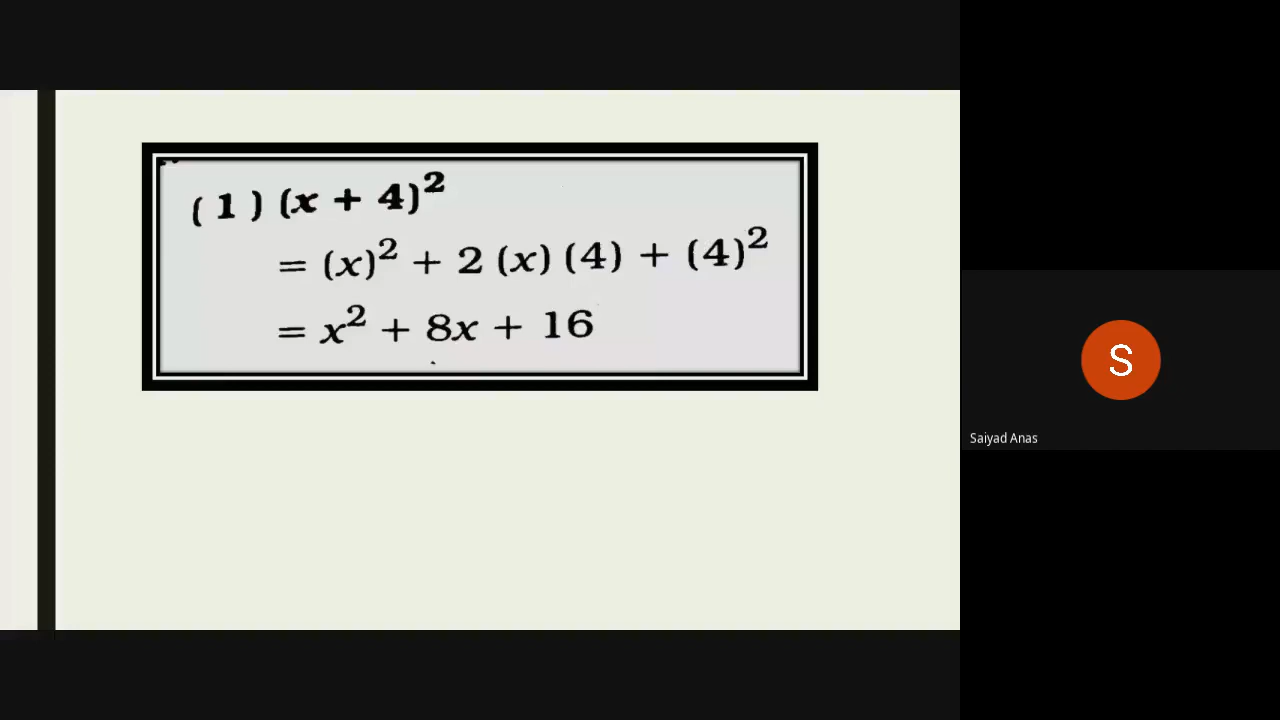 (1) (x + 4)²
= (x)² + 2 (x) (4) + (4)²
= x² + 8x + 16
S
Saiyad Anas